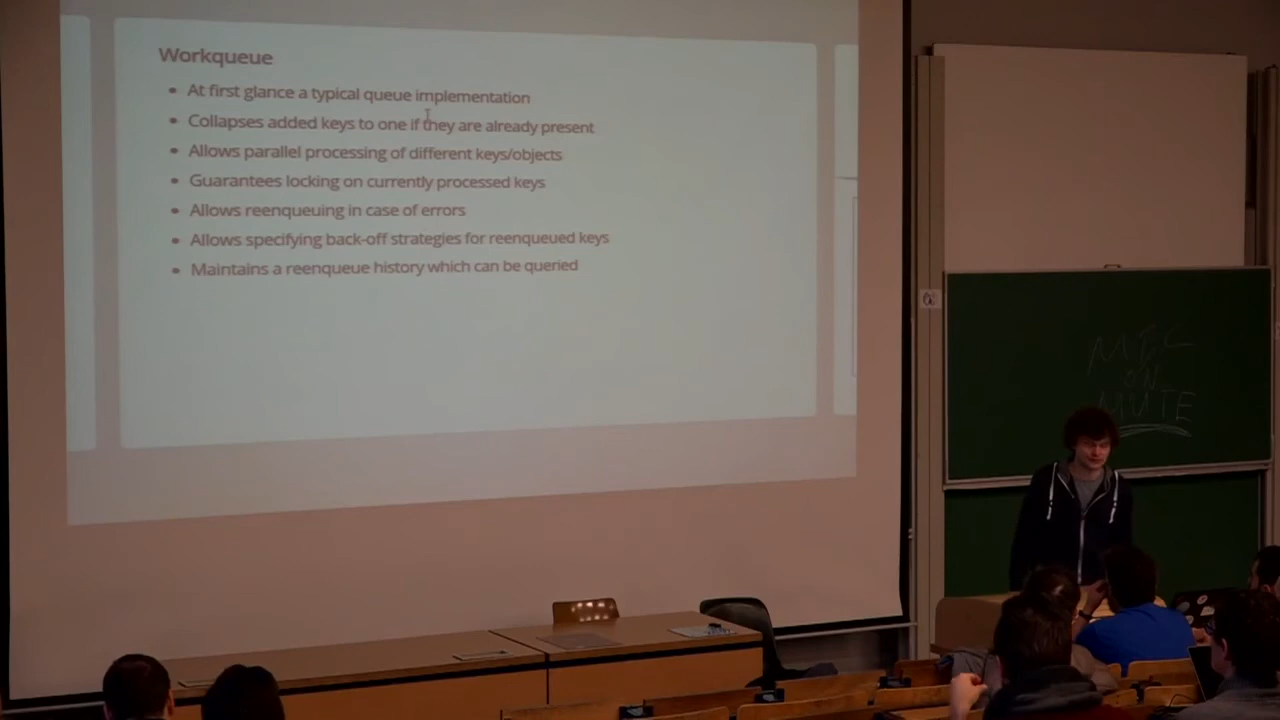 Workqueue
• At first glance a typical queue implementation
• Collapses added keys to one if they are already present
• Allows parallel processing of different keys/objects
• Guarantees locking on currently processed keys
• Allows reenqueuing in case of errors
• Allows specifying back-off strategies for reenqueued keys
• Maintains a reenqueue history which can be queried
ON
MUTE